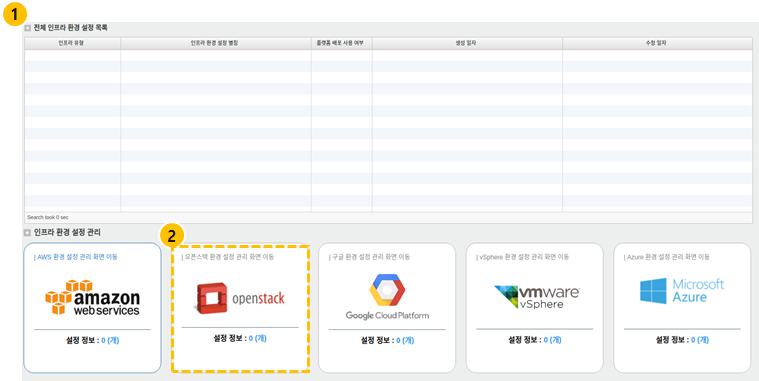 1
전체 인프라 환경 설정 목록
인프라 유형 인프라 환경 설정 별칭 플랫폼 배포 사용 여부 생성 일자 수정 일자
Search took 0 sec
인프라 환경 설정 관리
2
| AWS 환경 설정 관리 화면 이동
amazon
web services
설정 정보 : 0 (개)
| 오픈스택 환경 설정 관리 화면 이동
openstack
설정 정보 : 0 (개)
| 구글 환경 설정 관리 화면 이동
Google Cloud Platform
설정 정보 : 0 (개)
| vSphere 환경 설정 관리 화면 이동
vmware
vSphere
설정 정보 : 0 (개)
| Azure 환경 설정 관리 화면 이동
Microsoft
Azure
설정 정보 : 0 (개)